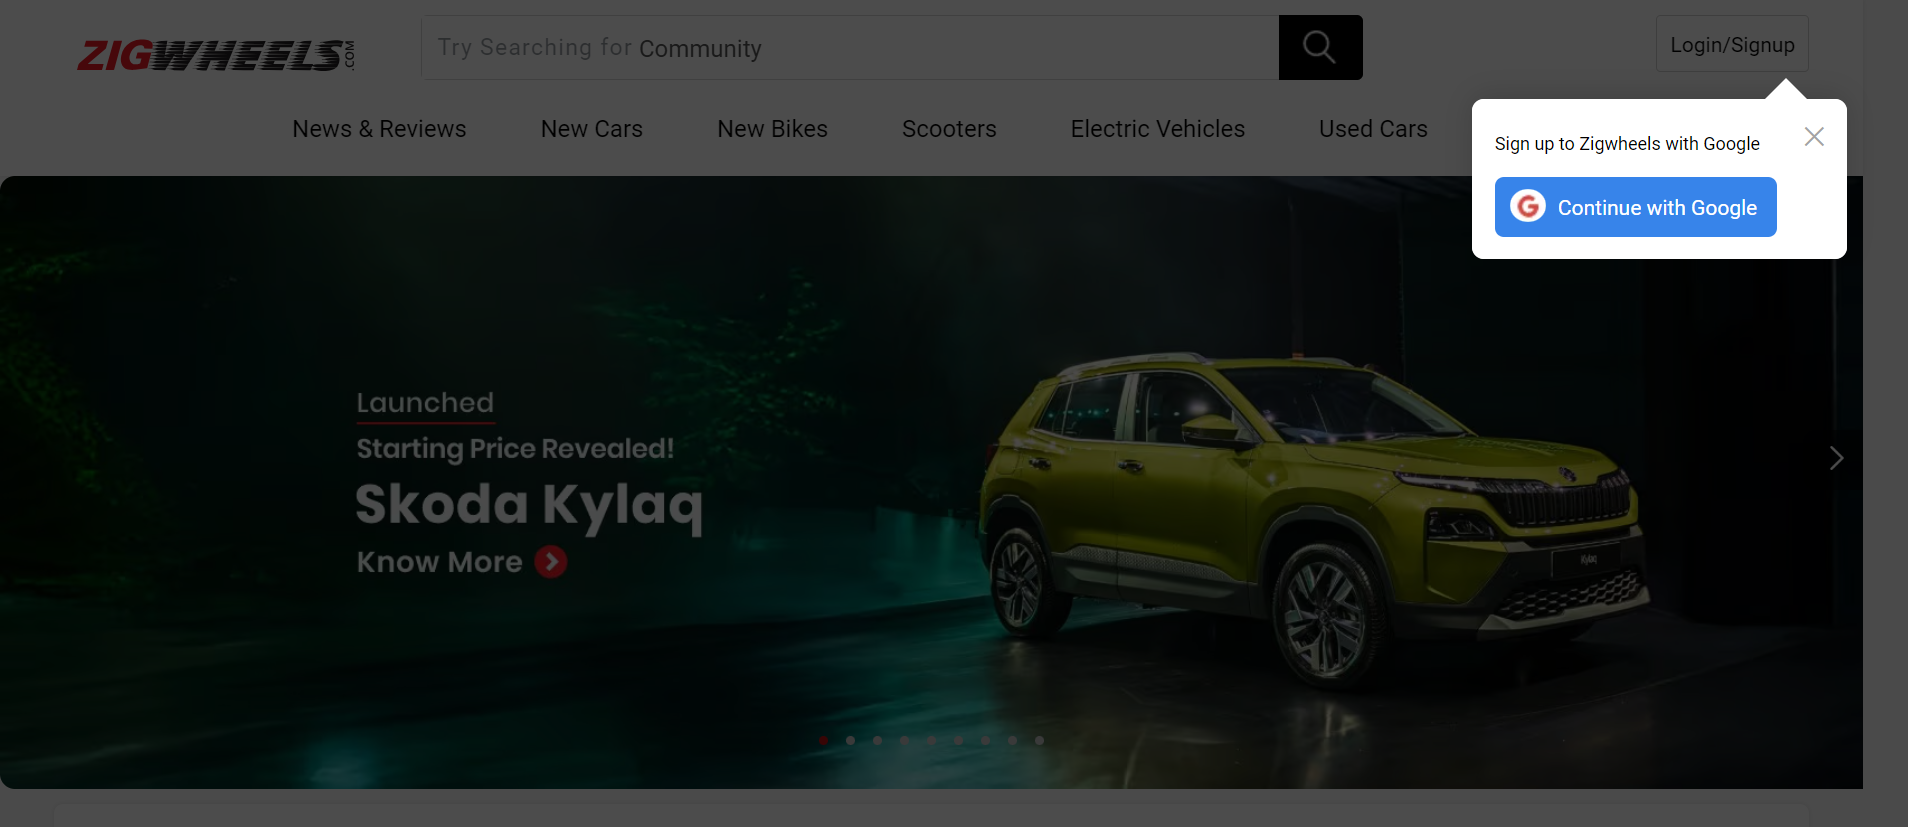 ZIGWHEELS.COM
Try Searching for Community
Login/Signup
News & Reviews
New Cars
New Bikes
Scooters
Electric Vehicles
Used Cars
Sign up to Zigwheels with Google
G Continue with Google
Launched
Starting Price Revealed!
Skoda Kylaq
Know More
Kylaq